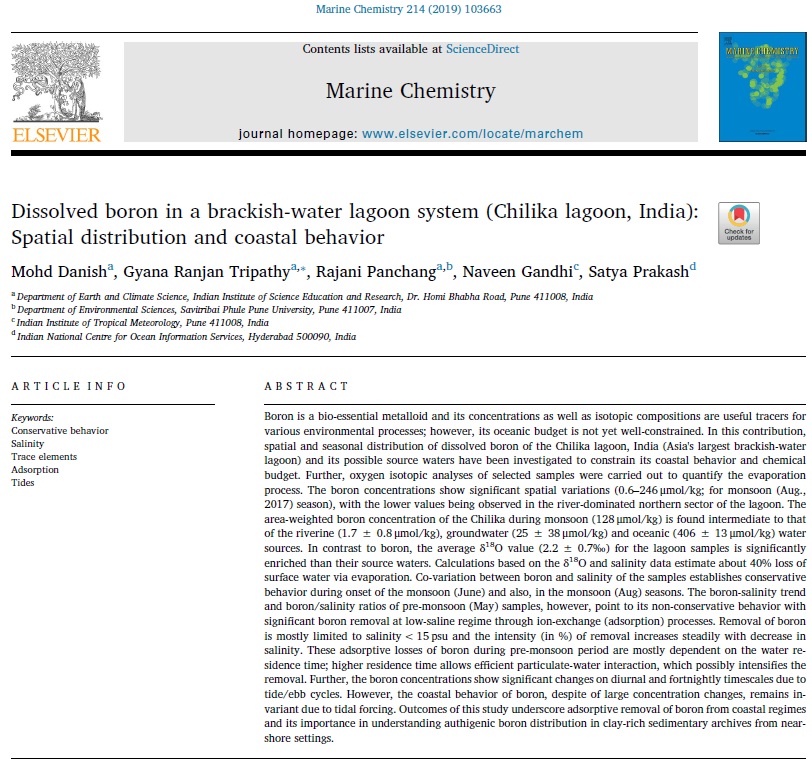 Marine Chemistry 214 (2019) 103663
Contents lists available at ScienceDirect
Marine Chemistry
journal homepage: www.elsevier.com/locate/marchem
ELSEVIER
MARINE CHEMISTRY
Dissolved boron in a brackish-water lagoon system (Chilika lagoon, India):
Spatial distribution and coastal behavior
Check for
updates
Mohd Danishᵃ, Gyana Ranjan Tripathyᵃ,*, Rajani Panchangᵃ,ᵇ, Naveen Gandhiᶜ, Satya Prakashᵈ
ᵃ Department of Earth and Climate Science, Indian Institute of Science Education and Research, Dr. Homi Bhabha Road, Pune 411008, India
ᵇ Department of Environmental Sciences, Savitribai Phule Pune University, Pune 411007, India
ᶜ Indian Institute of Tropical Meteorology, Pune 411008, India
ᵈ Indian National Centre for Ocean Information Services, Hyderabad 500090, India
ARTICLE INFO
Keywords:
Conservative behavior
Salinity
Trace elements
Adsorption
Tides
ABSTRACT
Boron is a bio-essential metalloid and its concentrations as well as isotopic compositions are useful tracers for
various environmental processes; however, its oceanic budget is not yet well-constrained. In this contribution,
spatial and seasonal distribution of dissolved boron of the Chilika lagoon, India (Asia's largest brackish-water
lagoon) and its possible source waters have been investigated to constrain its coastal behavior and chemical
budget. Further, oxygen isotopic analyses of selected samples were carried out to quantify the evaporation
process. The boron concentrations show significant spatial variations (0.6–246 μmol/kg; for monsoon (Aug.,
2017) season), with the lower values being observed in the river-dominated northern sector of the lagoon. The
area-weighted boron concentration of the Chilika during monsoon (128 μmol/kg) is found intermediate to that
of the riverine (1.7 ± 0.8 μmol/kg), groundwater (25 ± 38 μmol/kg) and oceanic (406 ± 13 μmol/kg) water
sources. In contrast to boron, the average δ¹⁸O value (2.2 ± 0.7‰) for the lagoon samples is significantly
enriched than their source waters. Calculations based on the δ¹⁸O and salinity data estimate about 40% loss of
surface water via evaporation. Co-variation between boron and salinity of the samples establishes conservative
behavior during onset of the monsoon (June) and also, in the monsoon (Aug) seasons. The boron-salinity trend
and boron/salinity ratios of pre-monsoon (May) samples, however, point to its non-conservative behavior with
significant boron removal at low-saline regime through ion-exchange (adsorption) processes. Removal of boron
is mostly limited to salinity < 15 psu and the intensity (in %) of removal increases steadily with decrease in
salinity. These adsorptive losses of boron during pre-monsoon period are mostly dependent on the water re-
sidence time; higher residence time allows efficient particulate-water interaction, which possibly intensifies the
removal. Further, the boron concentrations show significant changes on diurnal and fortnightly timescales due to
tide/ebb cycles. However, the coastal behavior of boron, despite of large concentration changes, remains in-
variant due to tidal forcing. Outcomes of this study underscore adsorptive removal of boron from coastal regimes
and its importance in understanding authigenic boron distribution in clay-rich sedimentary archives from near-
shore settings.